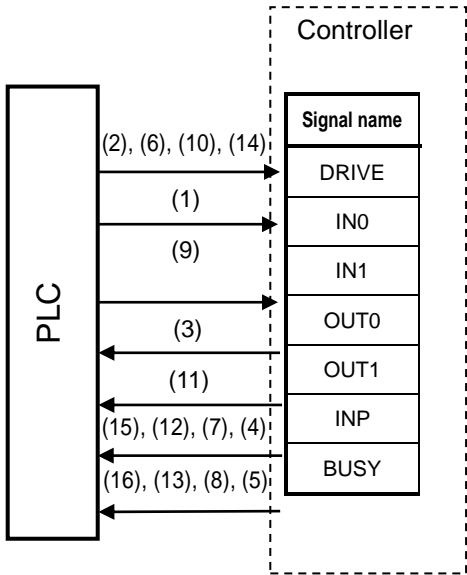 Controller
Signal name
(2), (6), (10), (14)
DRIVE
(1)
IN0
(9)
IN1
PLC
OUT0
(3)
OUT1
(11)
INP
(15), (12), (7), (4)
BUSY
(16), (13), (8), (5)